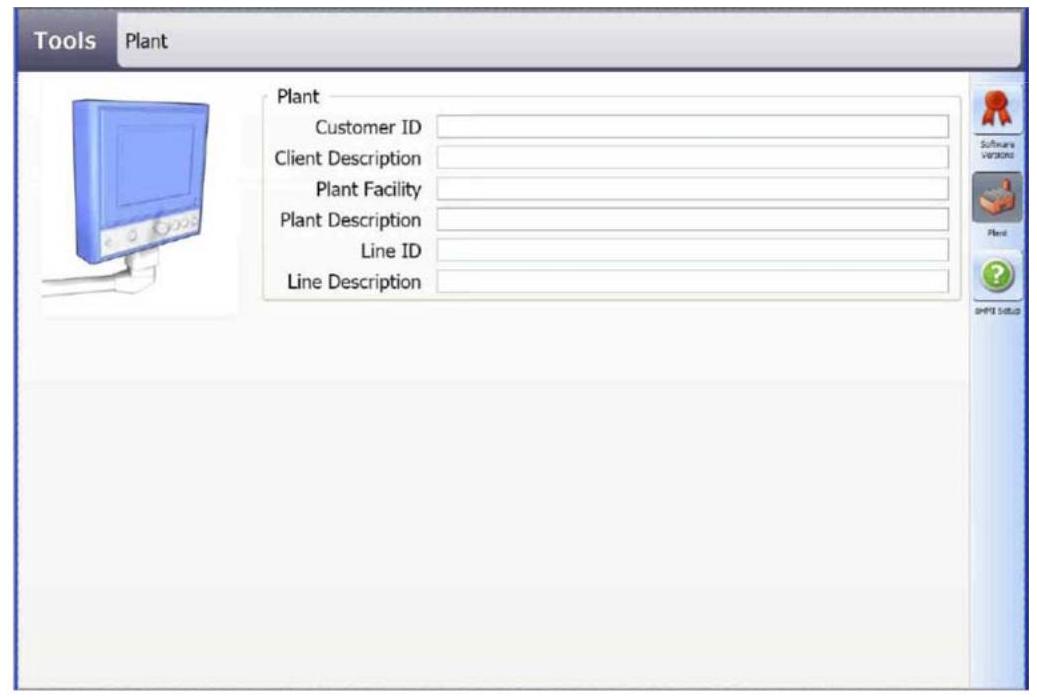 Tools Plant
Plant
Customer ID
Client Description
Plant Facility
Plant Description
Line ID
Line Description
Software
Versions
Plant
Setup